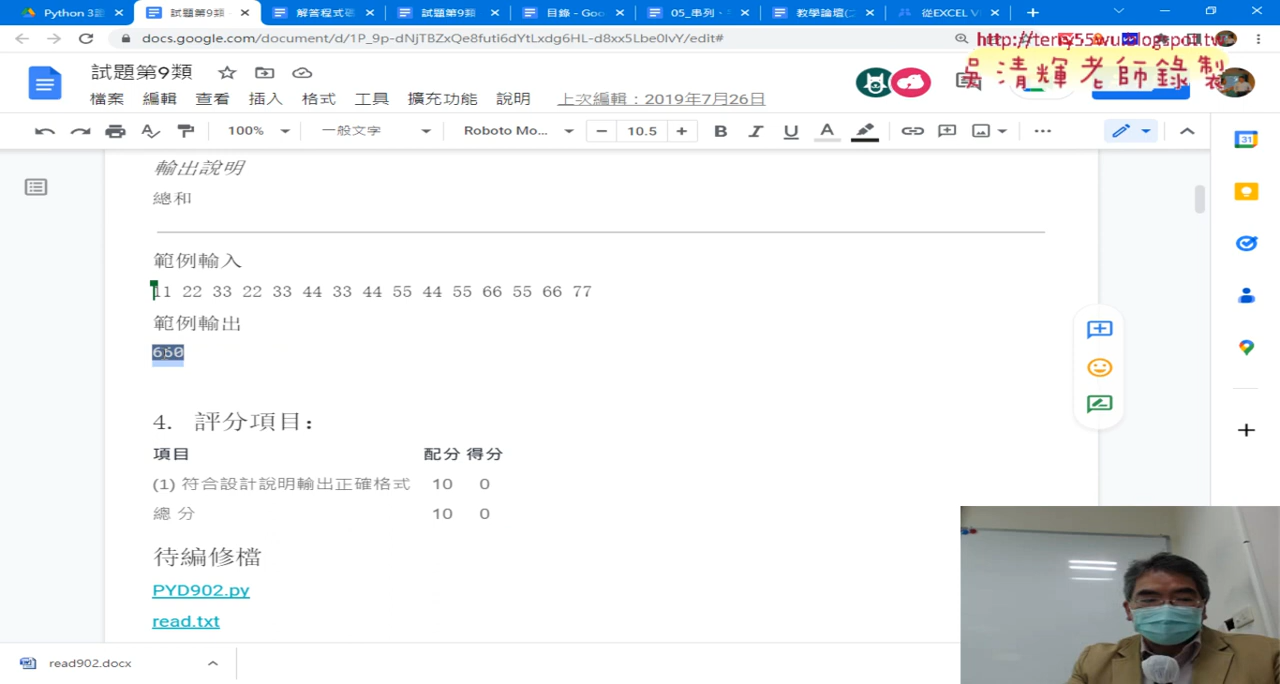 Python 3
試題第9類
解答程式
試題第9類
目錄 - Goo
05_串列、
教學論壇(
從EXCEL V
docs.google.com/document/d/1P_9p-dNjTBZxQe8futi6dYtLxdg6HL-d8xx5Lbe0lvY/edit#
http://terry55wu.blogspot.tw
吳清輝老師錄製
試題第9類
檔案 編輯 查看 插入 格式 工具 擴充功能 說明 上次編輯：2019年7月26日
100% 一般文字 Roboto Mo... 10.5
輸出說明
總和
範例輸入
11 22 33 22 33 44 33 44 55 44 55 66 55 66 77
範例輸出
660
4. 評分項目：
項目 配分 得分
(1) 符合設計說明輸出正確格式 10 0
總 分 10 0
待編修檔
PYD902.py
read.txt
read902.docx